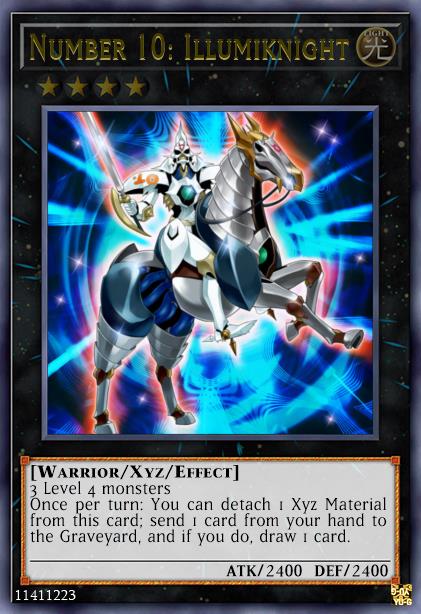 Number 10: Illumiknight
LIGHT
光
10
[Warrior/Xyz/Effect]
3 Level 4 monsters
Once per turn: You can detach 1 Xyz Material
from this card; send 1 card from your hand to
the Graveyard, and if you do, draw 1 card.
ATK/2400 DEF/2400
11411223